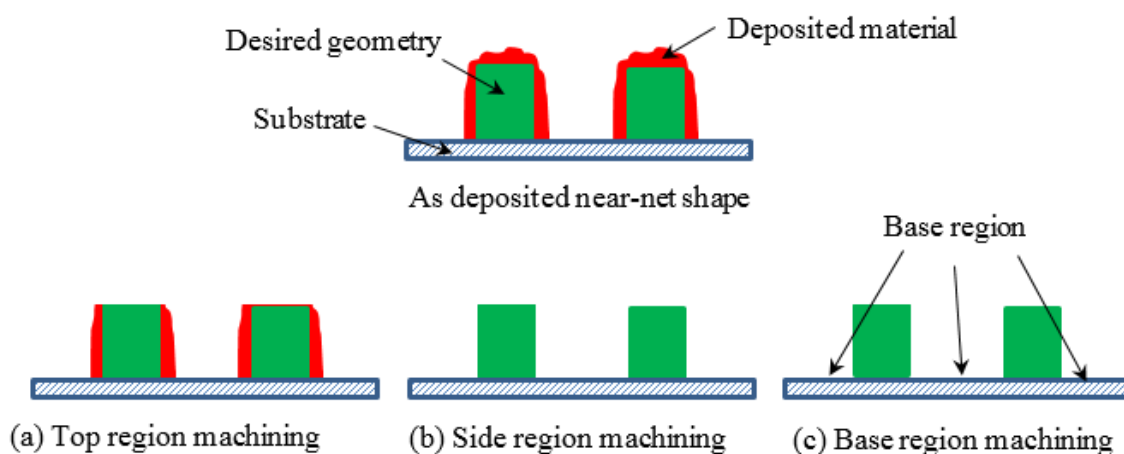 Desired geometry
Deposited material
Substrate
As deposited near-net shape
Base region
(a) Top region machining
(b) Side region machining
(c) Base region machining